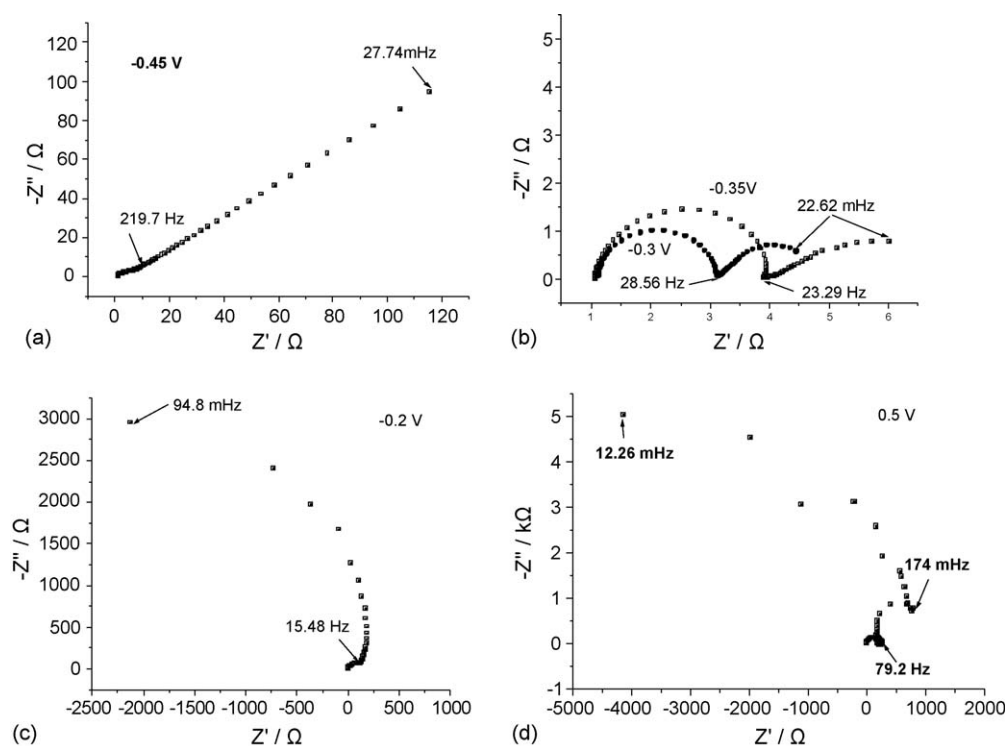 130
120
-0.45 V
27.74mHz
100
80
60
40
219.7 Hz
20
0
-Z'' / Ω
0 20 40 60 80 100 120
Z' / Ω
(a)
5
4
3
-0.35V
2
22.62 mHz
1
-0.3 V
0
28.56 Hz
23.29 Hz
-Z'' / Ω
1 2 3 4 5 6
Z' / Ω
(b)
3000
94.8 mHz
-0.2 V
2500
2000
1500
1000
15.48 Hz
500
0
-Z'' / Ω
-2500 -2000 -1500 -1000 -500 0 500 1000
Z' / Ω
(c)
6
0.5 V
5
12.26 mHz
4
3
2
174 mHz
1
0
79.2 Hz
-1
-Z'' / kΩ
-5000 -4000 -3000 -2000 -1000 0 1000 2000
Z' / Ω
(d)